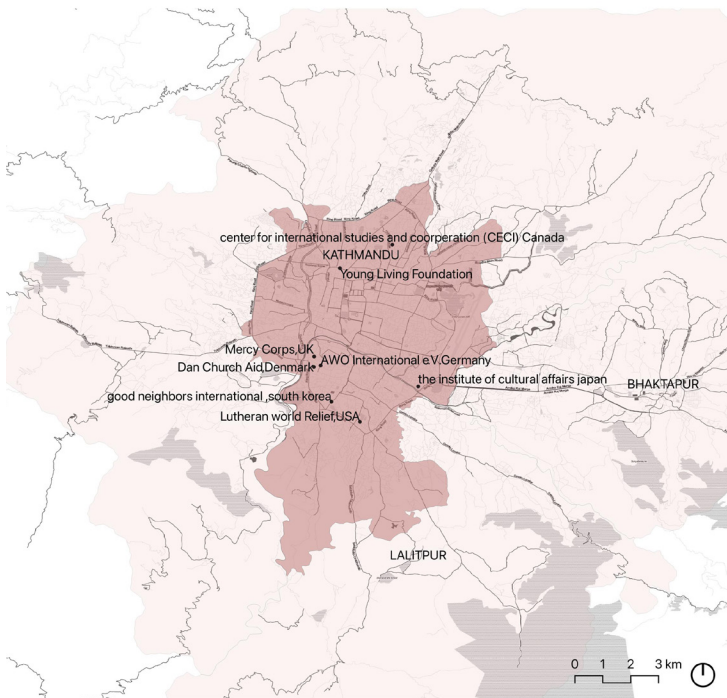 center for international studies and coorperation (CECI) Canada
KATHMANDU
Young Living Foundation
Mercy Corps,UK
AWO International e.V.Germany
Dan Church Aid,Denmark
the institute of cultural affairs japan
BHAKTAPUR
good neighbors international ,south korea
Lutheran world Relief,USA
LALITPUR
0 1 2 3 km